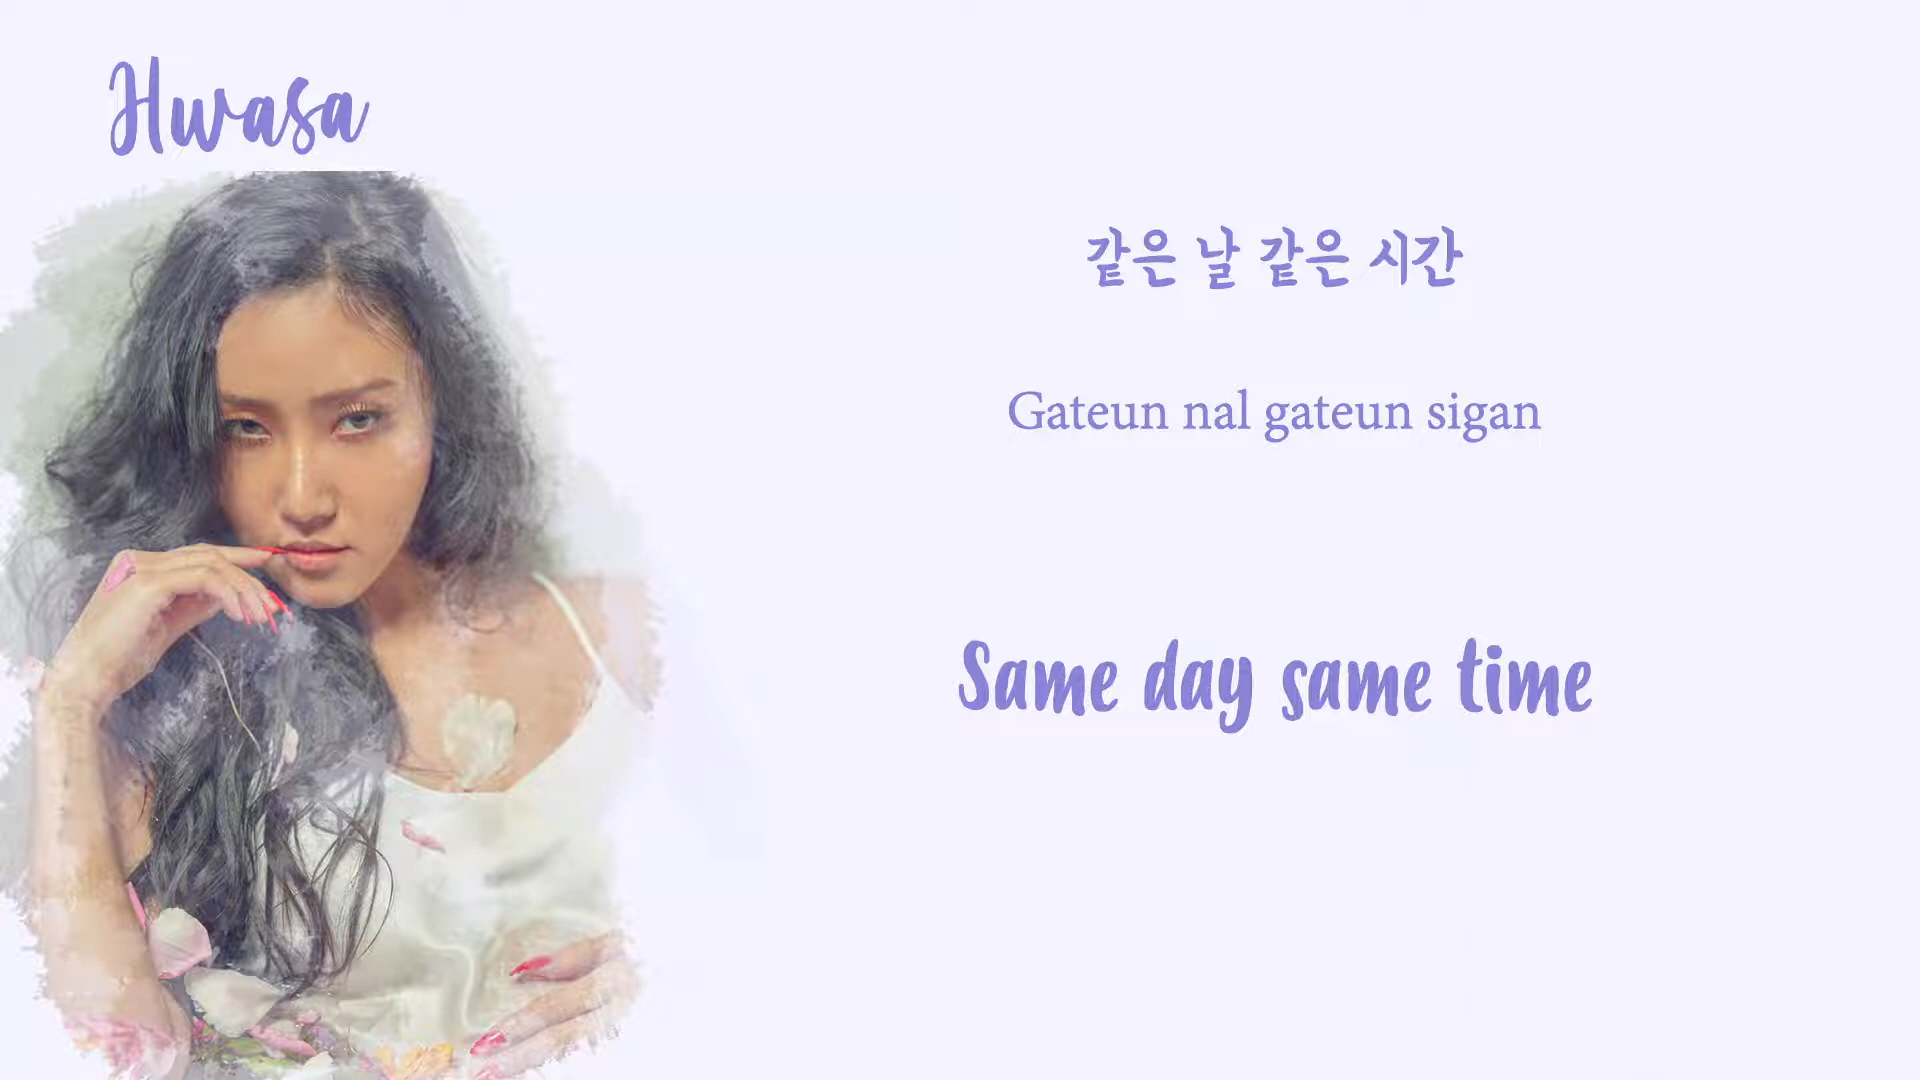 Hwasa
같은 날 같은 시간
Gateun nal gateun sigan
Same day same time